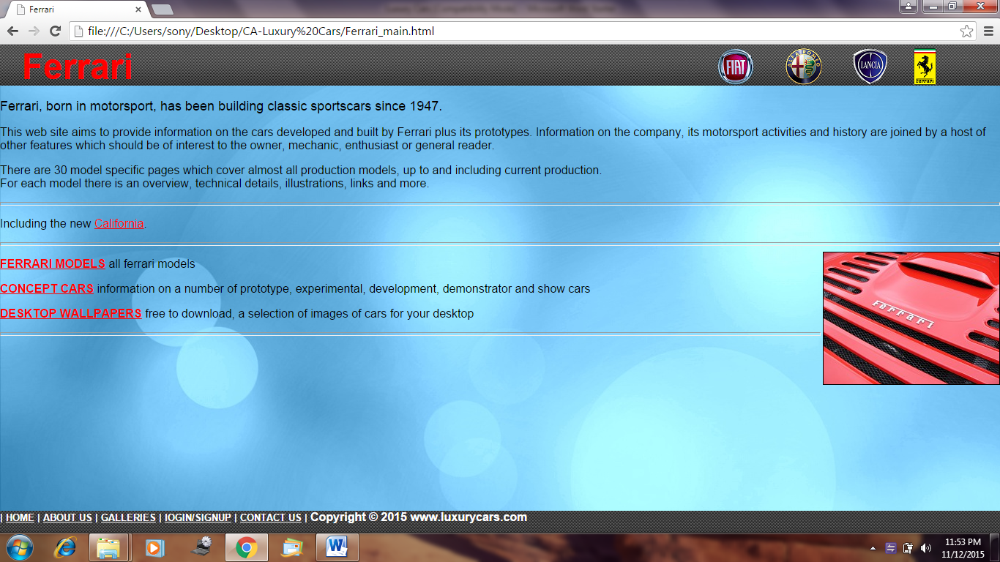 Ferrari
file:///C:/Users/sony/Desktop/CA-Luxury%20Cars/Ferrari_main.html
Ferrari
FIAT
ALFA ROMEO
LANCIA
Ferrari
Ferrari, born in motorsport, has been building classic sportscars since 1947.
This web site aims to provide information on the cars developed and built by Ferrari plus its prototypes. Information on the company, its motorsport activities and history are joined by a host of
other features which should be of interest to the owner, mechanic, enthusiast or general reader.
There are 30 model specific pages which cover almost all production models, up to and including current production.
For each model there is an overview, technical details, illustrations, links and more.
Including the new California.
FERRARI MODELS all ferrari models
CONCEPT CARS information on a number of prototype, experimental, development, demonstrator and show cars
DESKTOP WALLPAPERS free to download, a selection of images of cars for your desktop
Ferrari
| HOME | ABOUT US | GALLERIES | lOGIN/SIGNUP | CONTACT US | Copyright © 2015 www.luxurycars.com
11:53 PM
11/12/2015